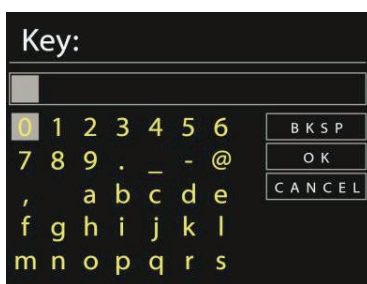 Key:
0 1 2 3 4 5 6 BKSP
7 8 9 . _ - @ OK
, a b c d e CANCEL
f g h i j k l
m n o p q r s